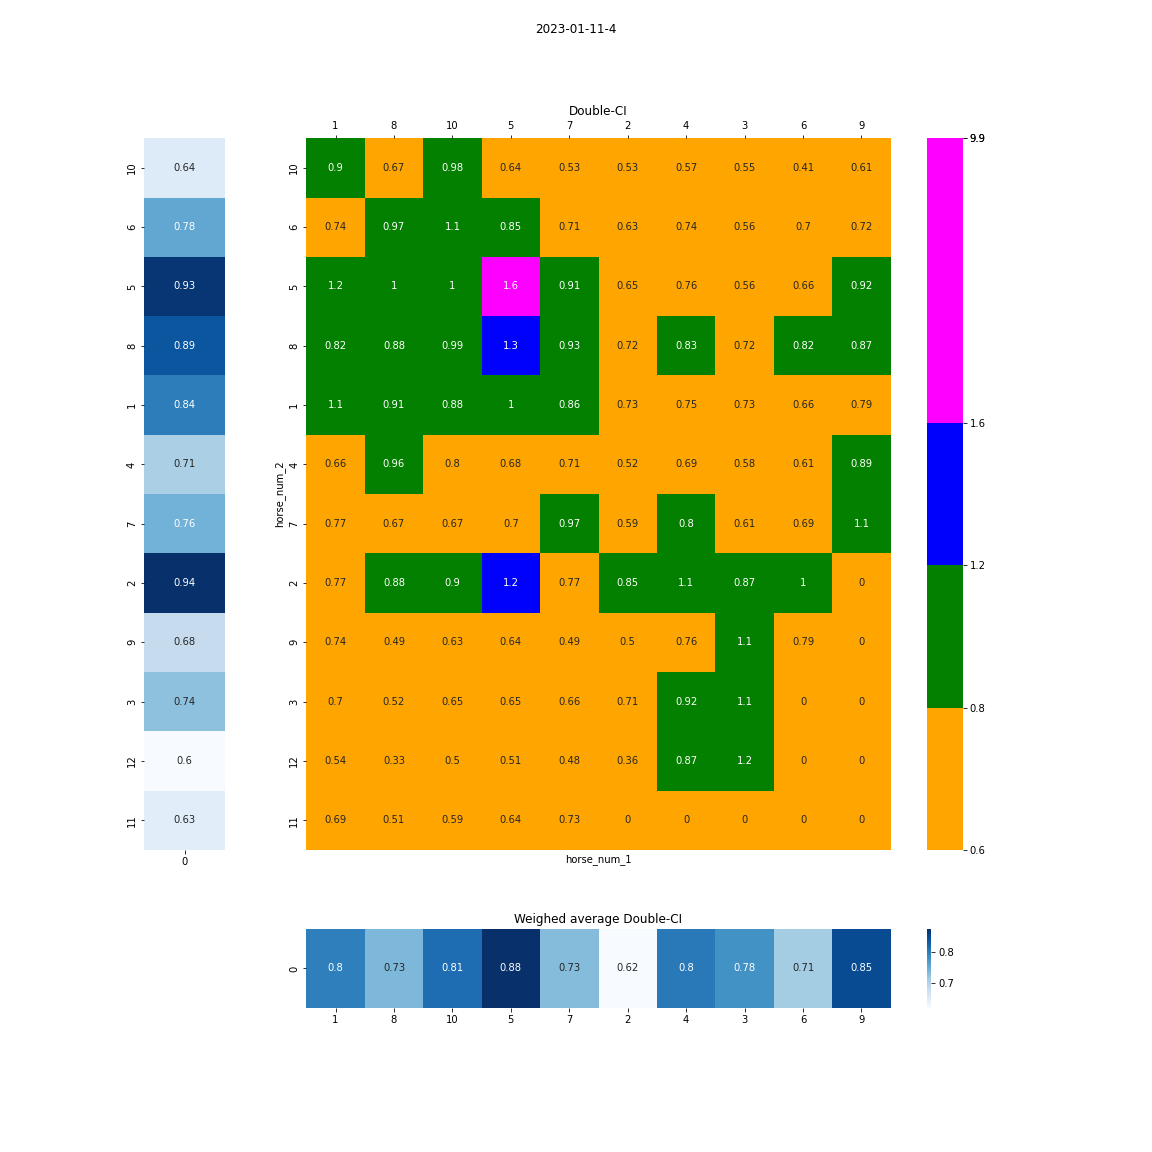 2023-01-11-4
Double-CI
1 8 10 5 7 2 4 3 6 9
10 0.64 10 0.9 0.67 0.98 0.64 0.53 0.53 0.57 0.55 0.41 0.61 9.9
6 0.78 6 0.74 0.97 1.1 0.85 0.71 0.63 0.74 0.56 0.7 0.72
5 0.93 5 1.2 1 1 1.6 0.91 0.65 0.76 0.56 0.66 0.92
8 0.89 8 0.82 0.88 0.99 1.3 0.93 0.72 0.83 0.72 0.82 0.87
1 0.84 1 1.1 0.91 0.88 1 0.86 0.73 0.75 0.73 0.66 0.79 1.6
4 0.71 4 0.66 0.96 0.8 0.68 0.71 0.52 0.69 0.58 0.61 0.89
horse_num_2
7 0.76 7 0.77 0.67 0.67 0.7 0.97 0.59 0.8 0.61 0.69 1.1
2 0.94 2 0.77 0.88 0.9 1.2 0.77 0.85 1.1 0.87 1 0 1.2
9 0.68 9 0.74 0.49 0.63 0.64 0.49 0.5 0.76 1.1 0.79 0
3 0.74 3 0.7 0.52 0.65 0.65 0.66 0.71 0.92 1.1 0 0 0.8
12 0.6 12 0.54 0.33 0.5 0.51 0.48 0.36 0.87 1.2 0 0
11 0.63 11 0.69 0.51 0.59 0.64 0.73 0 0 0 0 0 0.6
0 horse_num_1
Weighed average Double-CI
0 0.8 0.73 0.81 0.88 0.73 0.62 0.8 0.78 0.71 0.85 0.8
0.7
1 8 10 5 7 2 4 3 6 9